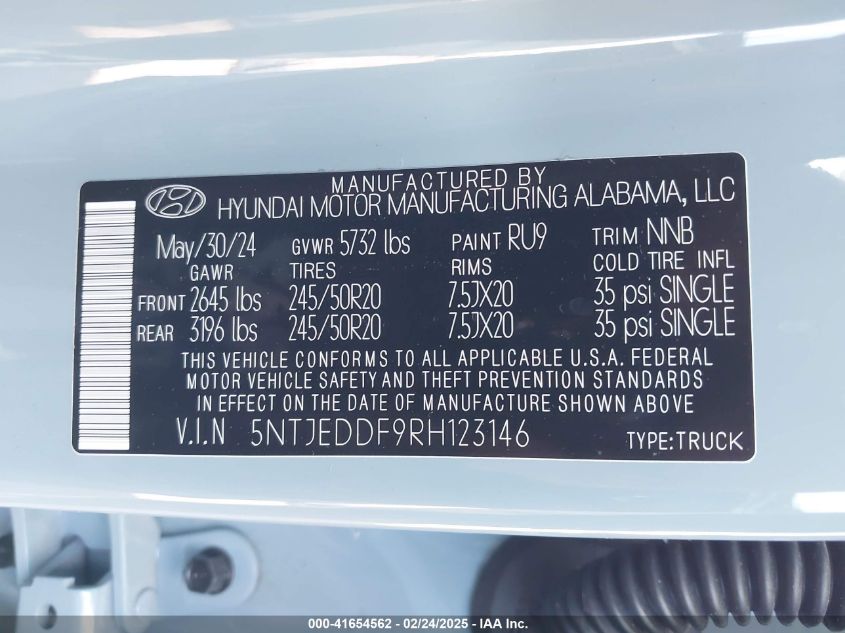 MANUFACTURED BY
HYUNDAI MOTOR MANUFACTURING ALABAMA, LLC
May/30/24 GVWR 5732 lbs PAINT RU9 TRIM NNB
GAWR TIRES RIMS COLD TIRE INFL
FRONT 2645 lbs 245/50R20 7.5JX20 35 psi SINGLE
REAR 3196 lbs 245/50R20 7.5JX20 35 psi SINGLE
THIS VEHICLE CONFORMS TO ALL APPLICABLE U.S.A. FEDERAL
MOTOR VEHICLE SAFETY AND THEFT PREVENTION STANDARDS
IN EFFECT ON THE DATE OF MANUFACTURE SHOWN ABOVE
V.I.N 5NTJEDDF9RH123146 TYPE:TRUCK
000-41654562 - 02/24/2025 - IAA Inc.